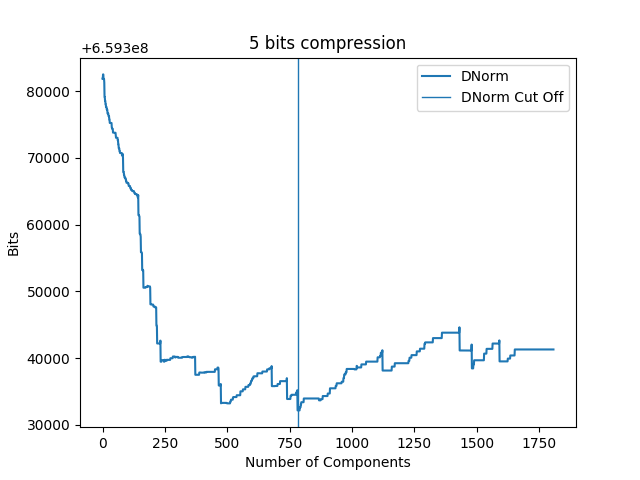 5 bits compression
+6.593e8
DNorm
DNorm Cut Off
80000
70000
60000
50000
40000
30000
Bits
0 250 500 750 1000 1250 1500 1750
Number of Components